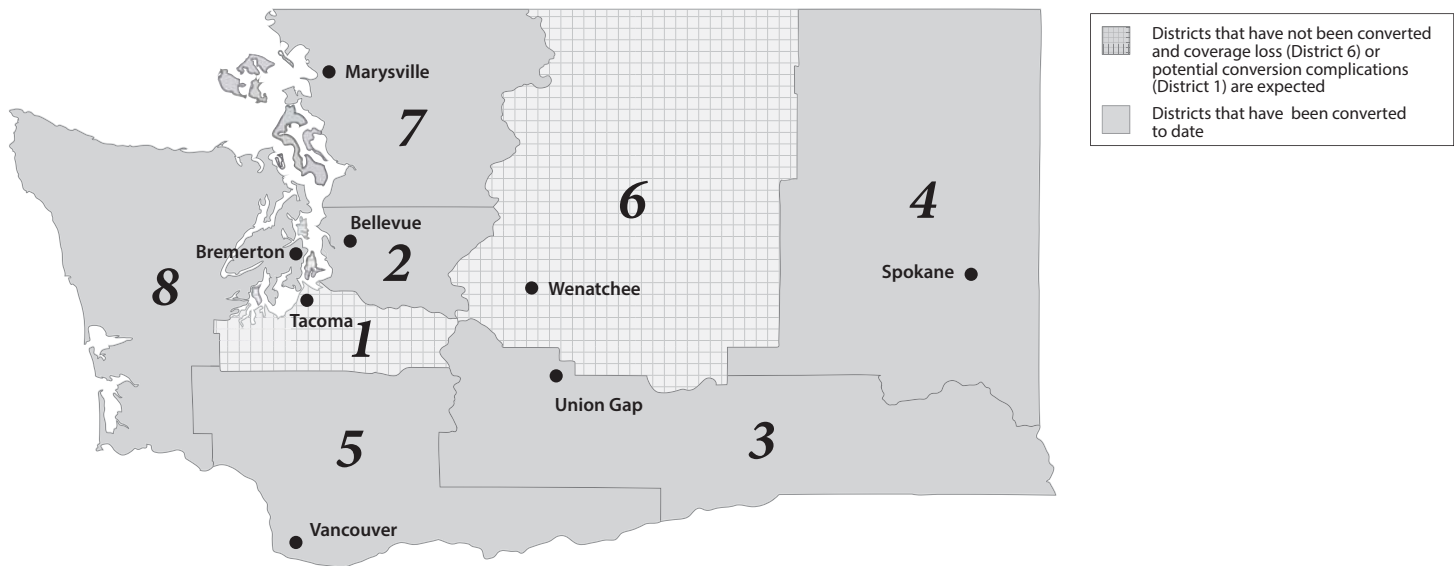 Marysville
7
6
4
Bellevue
Bremerton
2
Spokane
8
Wenatchee
Tacoma
1
Union Gap
5
3
Vancouver
Districts that have not been converted
and coverage loss (District 6) or
potential conversion complications
(District 1) are expected
Districts that have been converted
to date